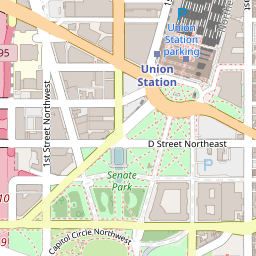 Union
Station
parking
95
Union
Station
1st Street Northwest
D Street Northeast
Senate
Park
10
Capitol Circle Northwest